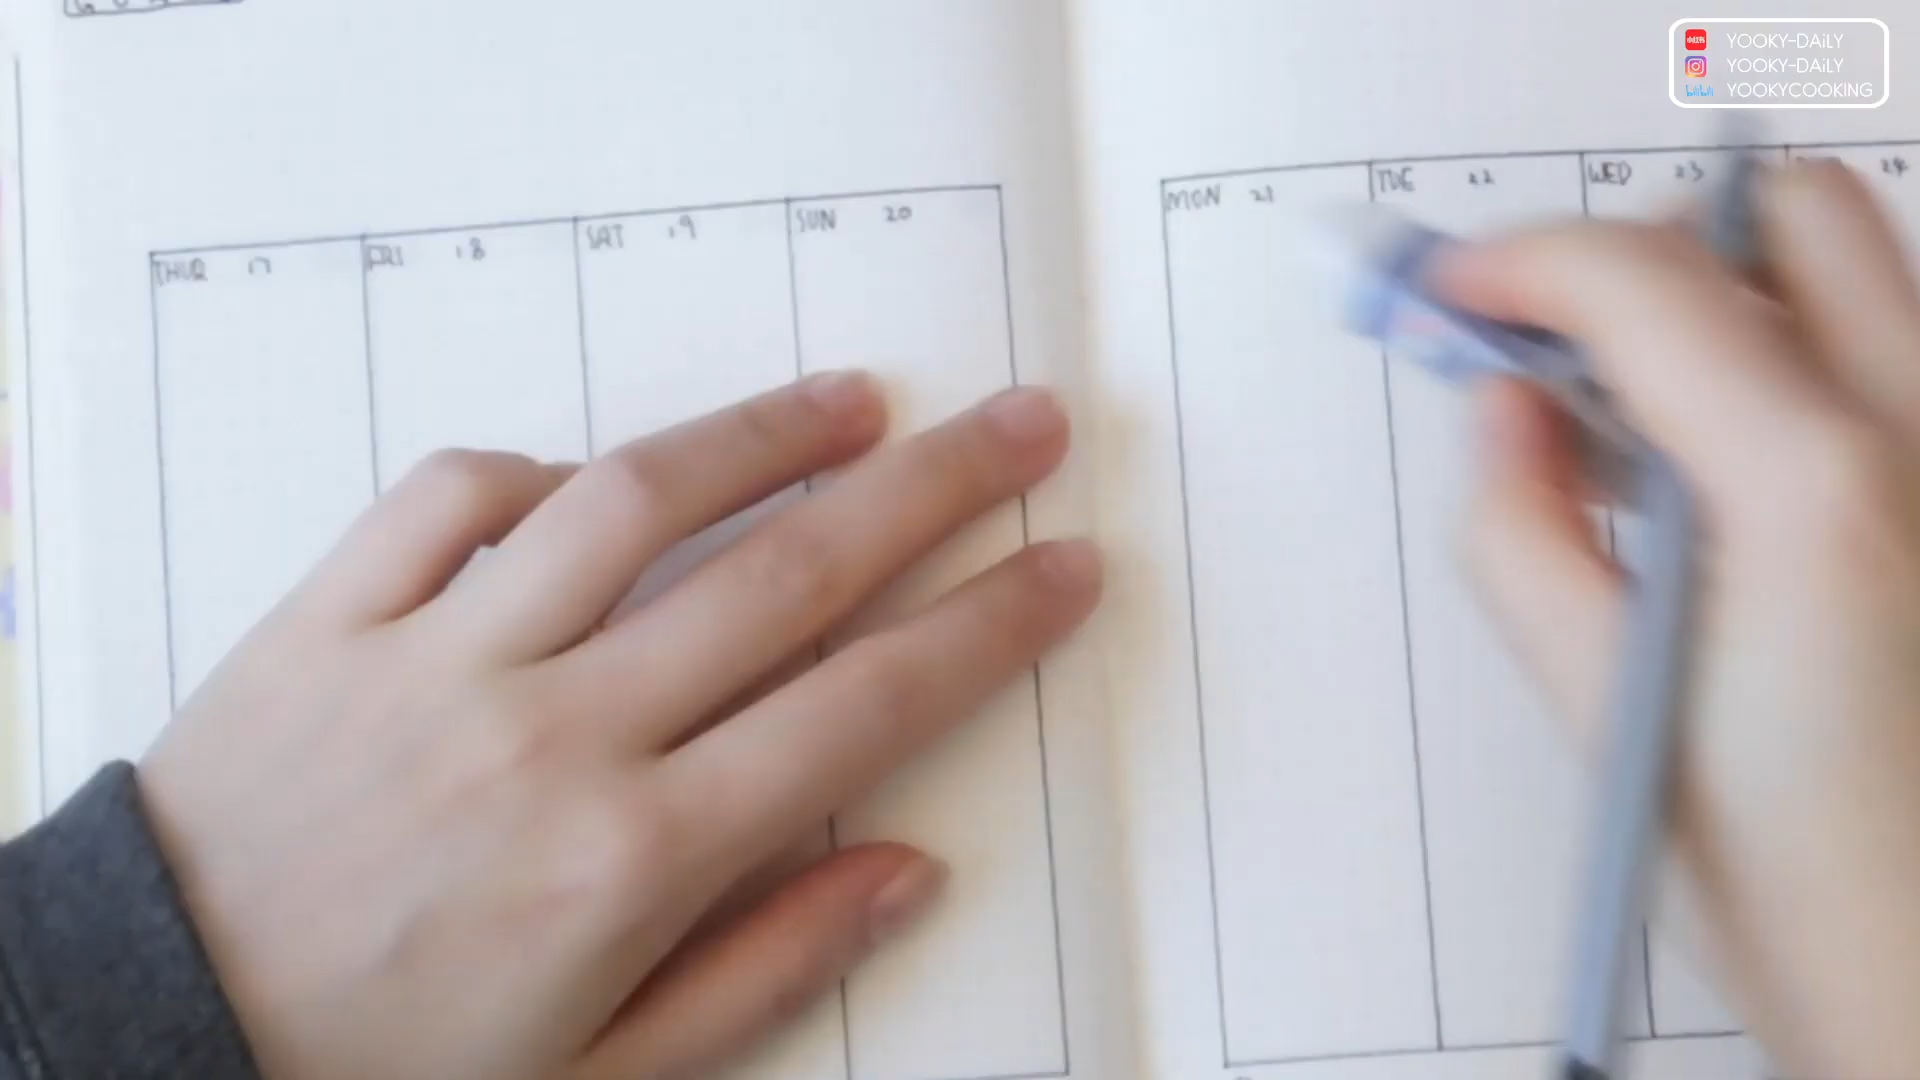 YOOKY-DAiLY
YOOKY-DAiLY
bilibili YOOKYCOOKING
THUR 17
FRI 18
SAT 19
SUN 20
MON 21
TUE 22
WED 23
24